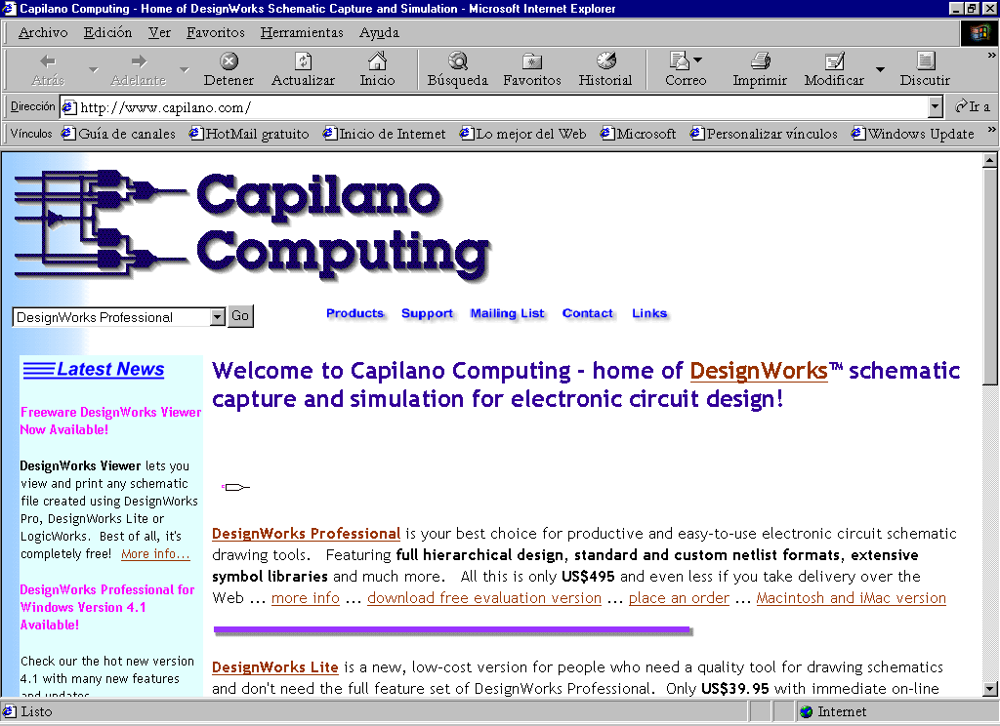 Capilano Computing - Home of DesignWorks Schematic Capture and Simulation - Microsoft Internet Explorer
Archivo Edición Ver Favoritos Herramientas Ayuda
Atrás Adelante Detener Actualizar Inicio Búsqueda Favoritos Historial Correo Imprimir Modificar Discutir
Dirección http://www.capilano.com/ Ir a
Vínculos Guía de canales HotMail gratuito Inicio de Internet Lo mejor del Web Microsoft Personalizar vínculos Windows Update
Capilano
Computing
DesignWorks Professional Go
Products Support Mailing List Contact Links
Latest News
Freeware DesignWorks Viewer
Now Available!
DesignWorks Viewer lets you
view and print any schematic
file created using DesignWorks
Pro, DesignWorks Lite or
LogicWorks. Best of all, it's
completely free! More info...
DesignWorks Professional for
Windows Version 4.1
Available!
Check our the hot new version
4.1 with many new features
and updates
Welcome to Capilano Computing - home of DesignWorks™ schematic
capture and simulation for electronic circuit design!
DesignWorks Professional is your best choice for productive and easy-to-use electronic circuit schematic
drawing tools. Featuring full hierarchical design, standard and custom netlist formats, extensive
symbol libraries and much more. All this is only US$495 and even less if you take delivery over the
Web ... more info ... download free evaluation version ... place an order ... Macintosh and iMac version
DesignWorks Lite is a new, low-cost version for people who need a quality tool for drawing schematics
and don't need the full feature set of DesignWorks Professional. Only US$39.95 with immediate on-line
Listo Internet